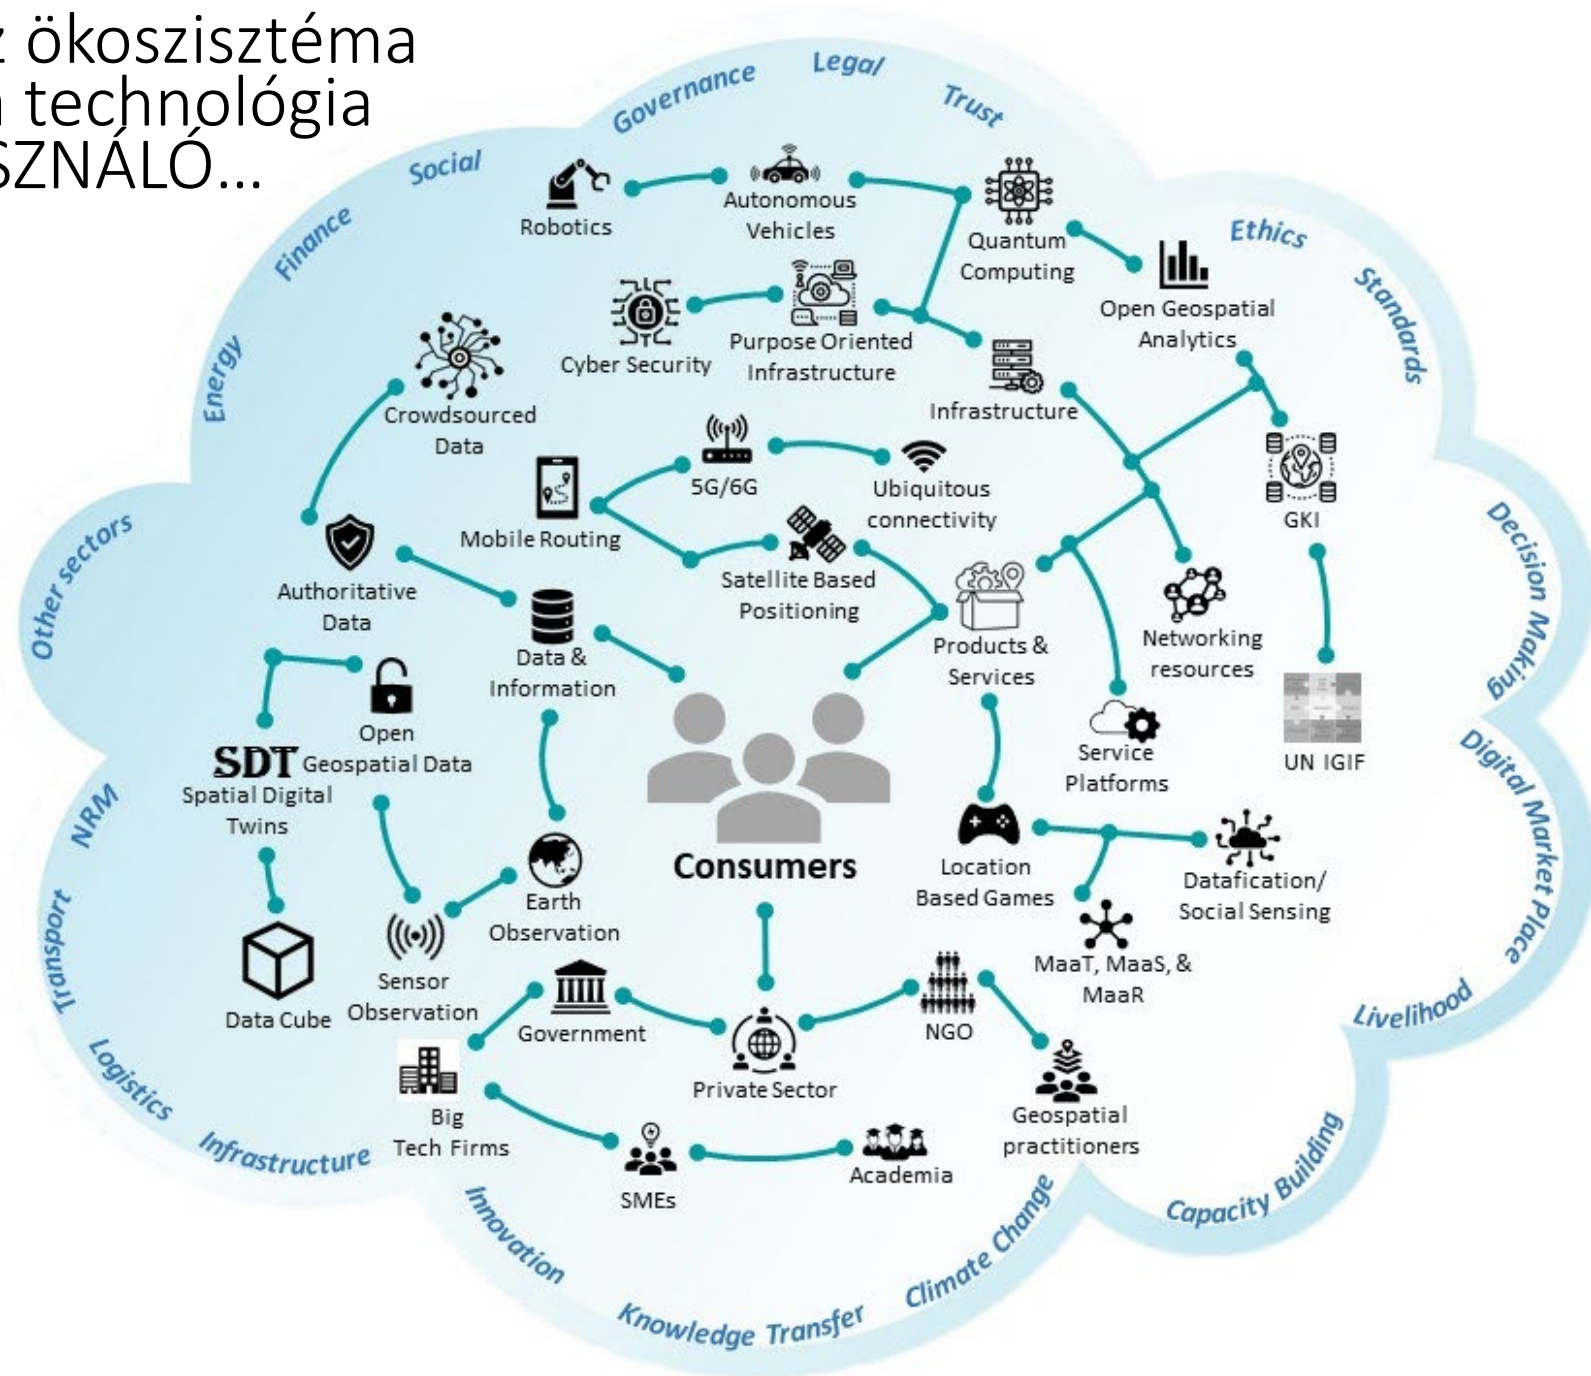 z ökoszisztéma
technológia
SZNÁLÓ...
Governance
Legal
Trust
Social
Finance
Energy
Other sectors
NRM
Transport
Logistics
Infrastructure
Innovation
Knowledge Transfer
Climate Change
Capacity Building
Livelihood
Digital Market Place
Decision Making
Standards
Ethics
Robotics
Autonomous
Vehicles
Quantum
Computing
Open Geospatial
Analytics
Cyber Security
Purpose Oriented
Infrastructure
Infrastructure
Crowdsourced
Data
5G/6G
Ubiquitous
connectivity
GKI
Mobile Routing
Satellite Based
Positioning
Authoritative
Data
Data &
Information
Products &
Services
Networking
resources
Open
Geospatial Data
SDT
Spatial Digital
Twins
Service
Platforms
UN IGIF
Consumers
Location
Based Games
Datafication/
Social Sensing
Earth
Observation
MaaT, MaaS, &
MaaR
Data Cube
Sensor
Observation
Government
Private Sector
NGO
Geospatial
practitioners
Big
Tech Firms
SMEs
Academia